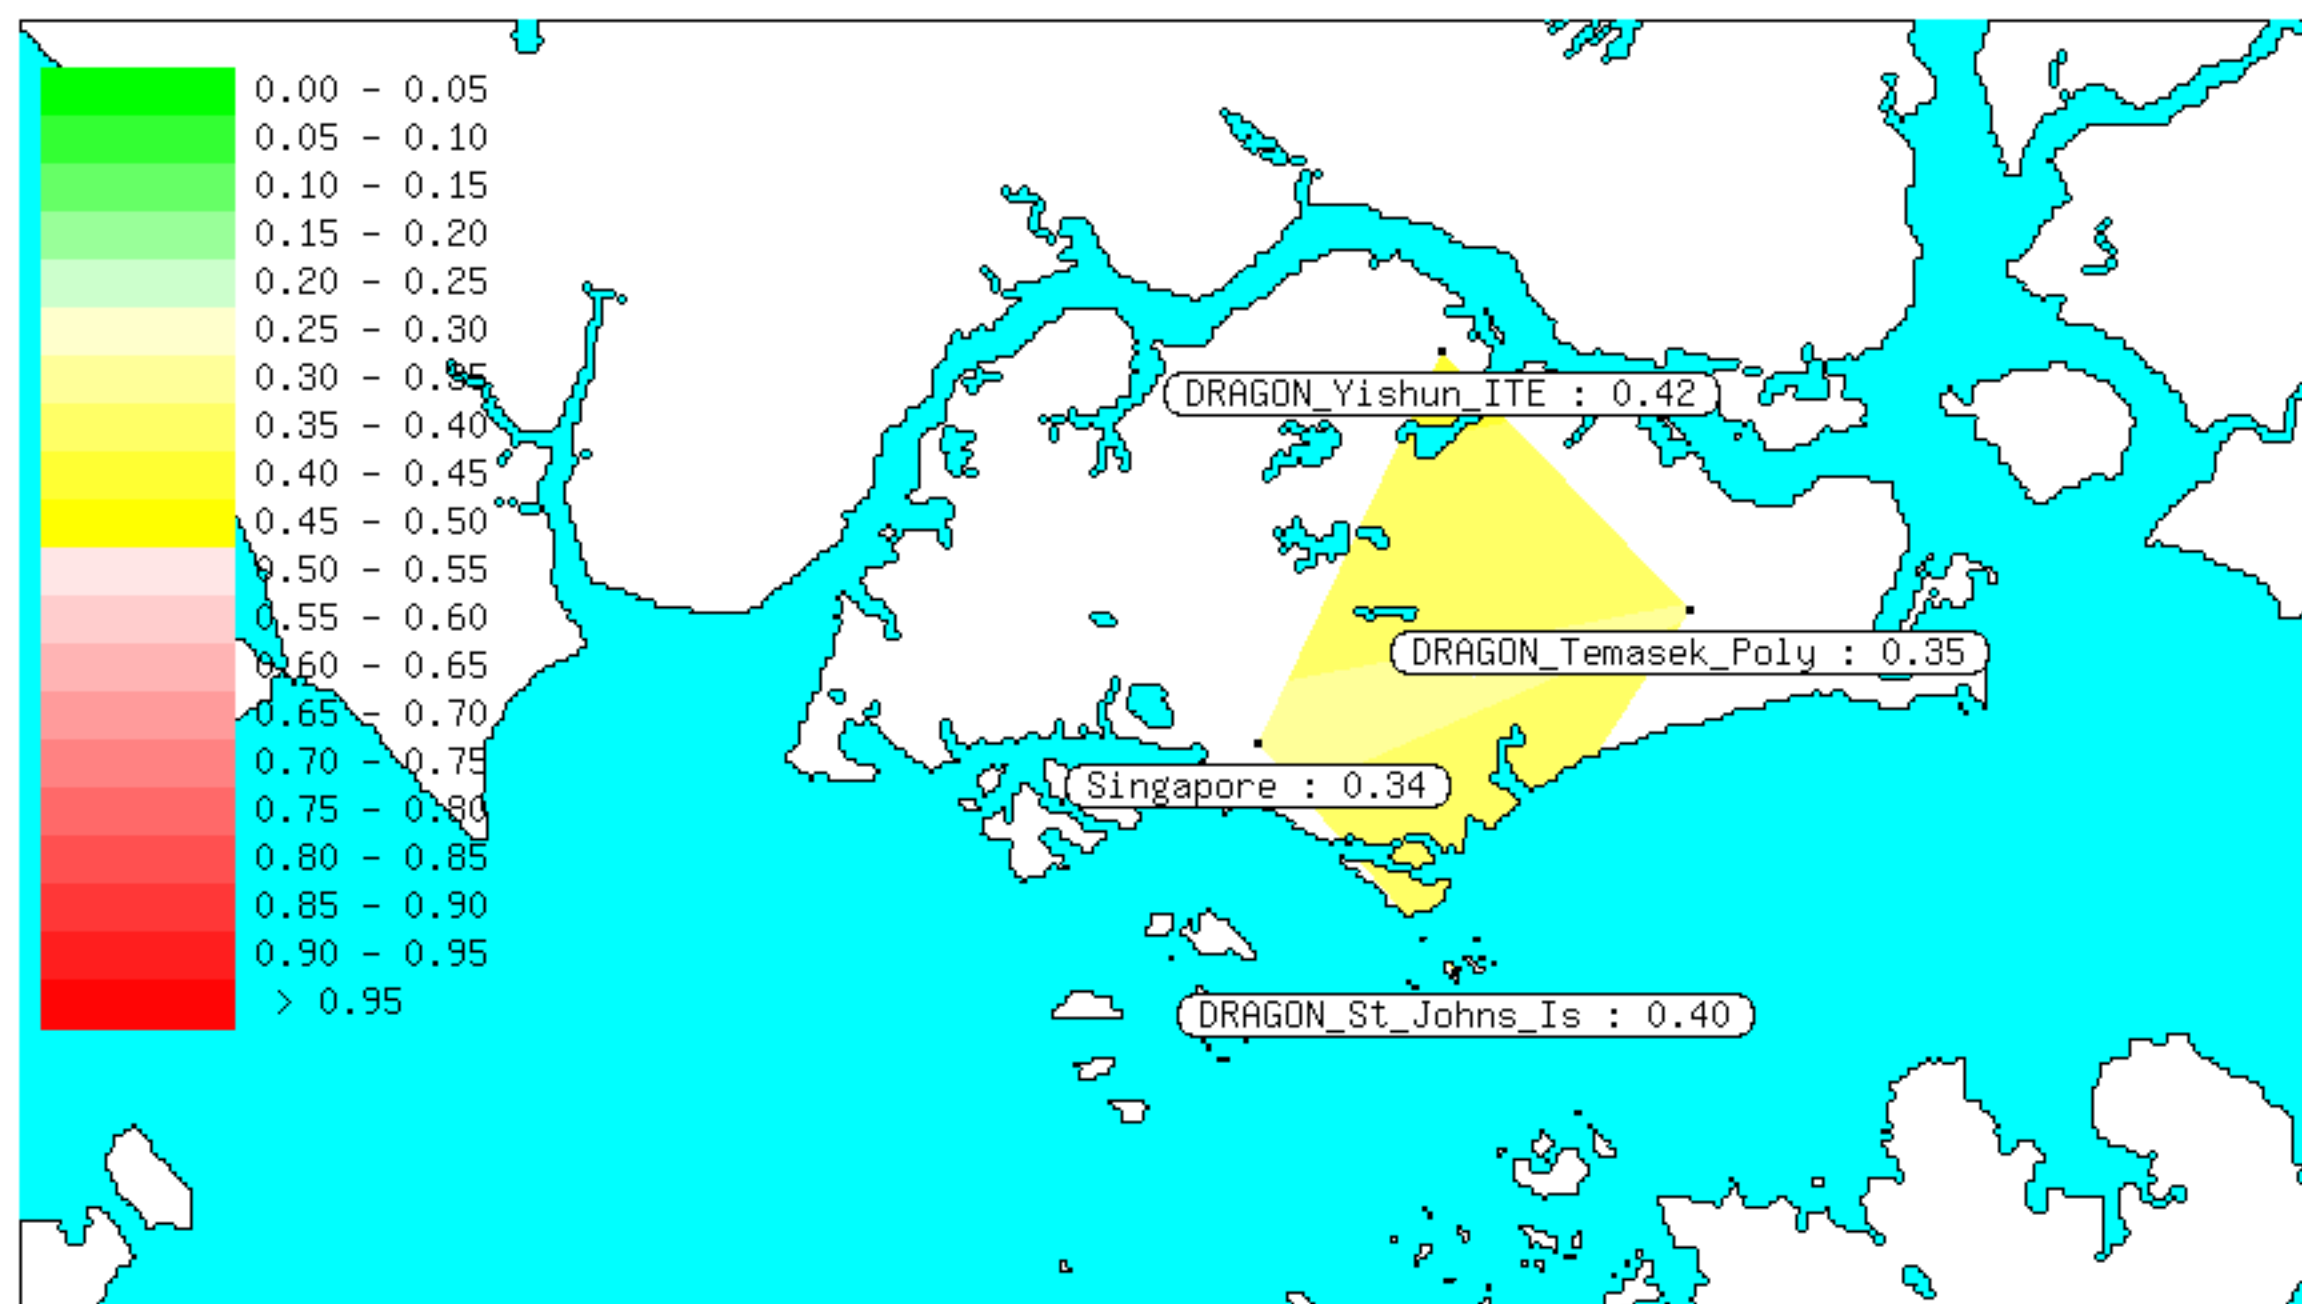 0.00 - 0.05
0.05 - 0.10
0.10 - 0.15
0.15 - 0.20
0.20 - 0.25
0.25 - 0.30
0.30 - 0.35
0.35 - 0.40
0.40 - 0.45
0.45 - 0.50
0.50 - 0.55
0.55 - 0.60
0.60 - 0.65
0.65 - 0.70
0.70 - 0.75
0.75 - 0.80
0.80 - 0.85
0.85 - 0.90
0.90 - 0.95
> 0.95
DRAGON_Yishun_ITE : 0.42
DRAGON_Temasek_Poly : 0.35
Singapore : 0.34
DRAGON_St_Johns_Is : 0.40